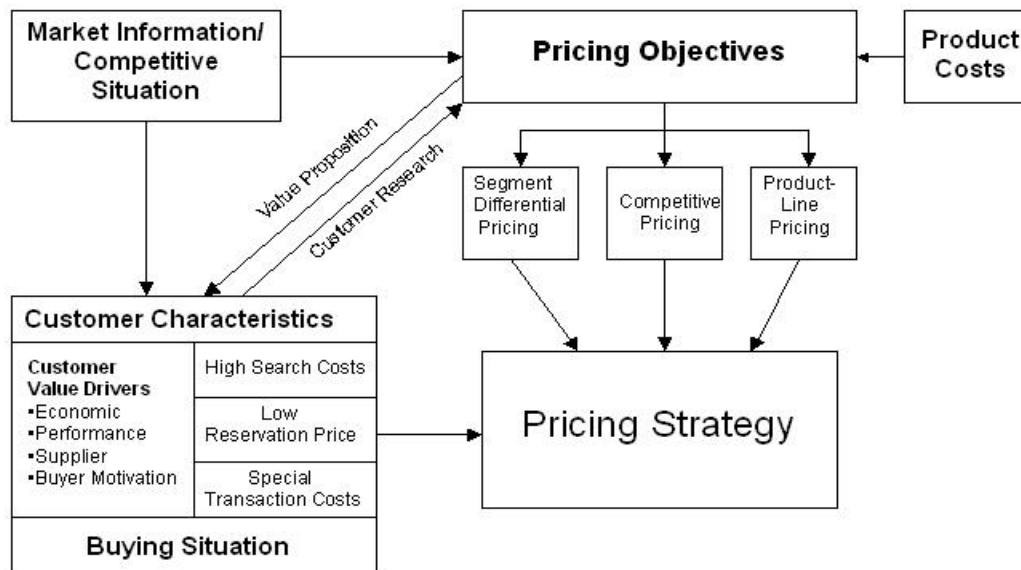 Market Information/
Competitive
Situation
Pricing Objectives
Product
Costs
Value Proposition
Customer Research
Segment
Differential
Pricing
Competitive
Pricing
Product-
Line
Pricing
Customer Characteristics
Customer
Value Drivers
▪Economic
▪Performance
▪Supplier
▪Buyer Motivation
High Search Costs
Low
Reservation Price
Special
Transaction Costs
Buying Situation
Pricing Strategy